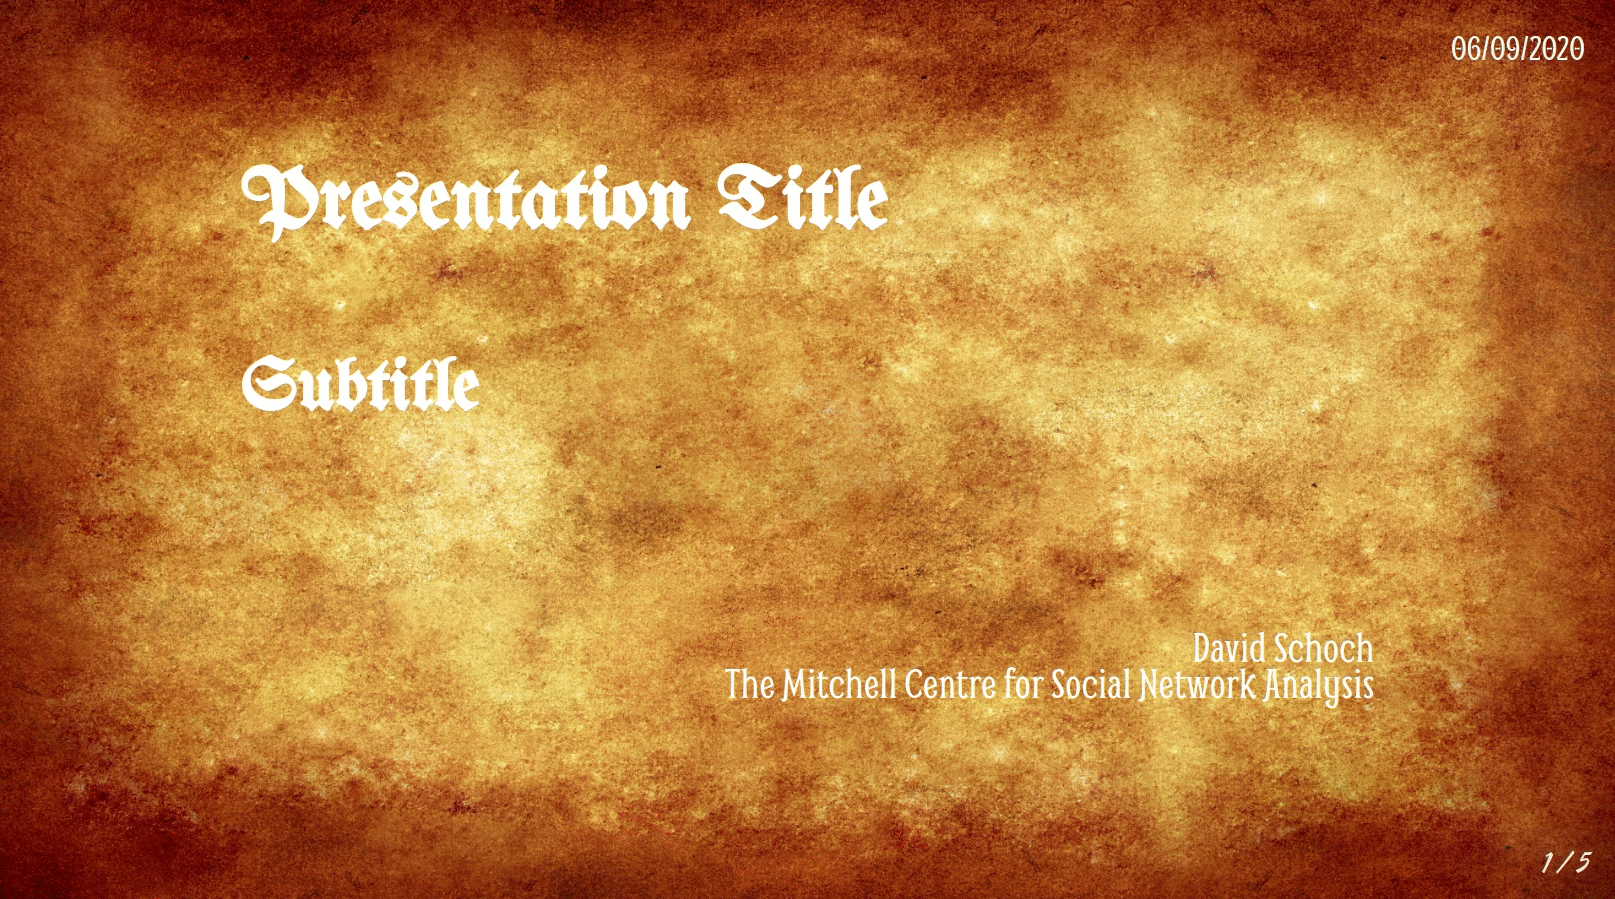 06/09/2020
Presentation Title
Subtitle
David Schoch
The Mitchell Centre for Social Network Analysis
1 / 5